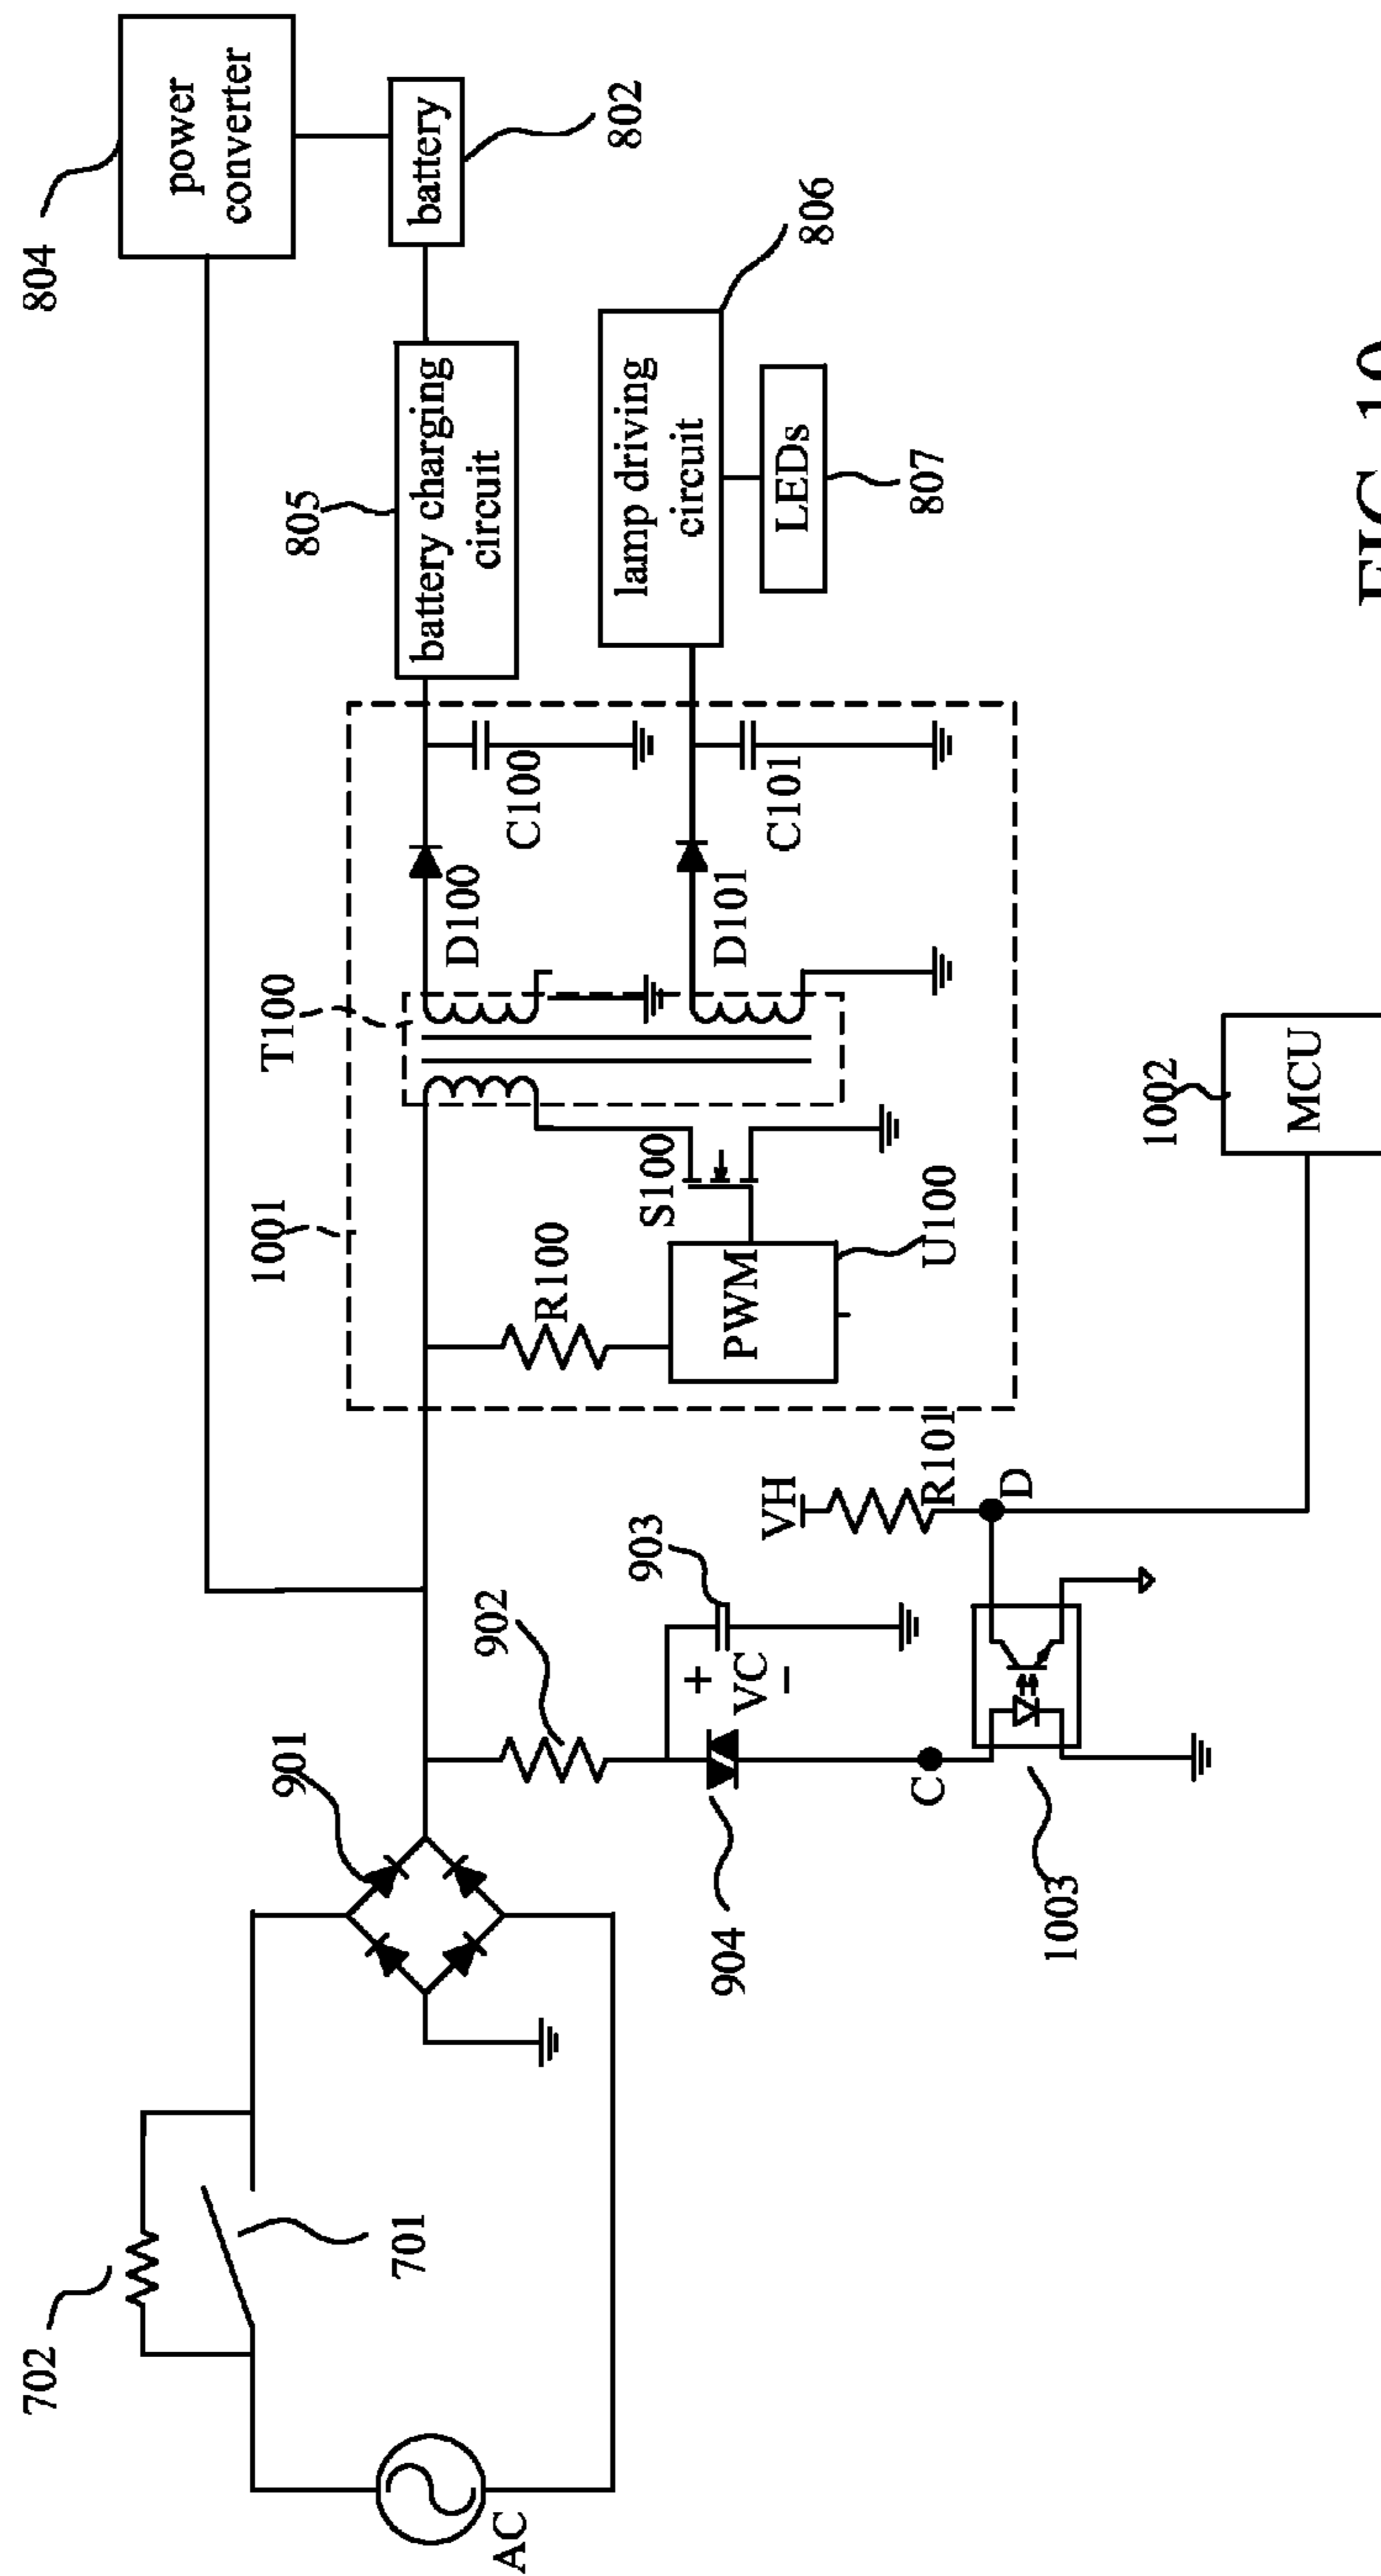 804
power
converter
battery
802
702
701
AC
901
805
battery charging
circuit
806
lamp driving
circuit
LEDs
807
1001
T100
D100
C100
D101
C101
R100
S100
PWM
U100
902
903
+
VC
−
904
C
VH
R101
D
1003
1002
MCU